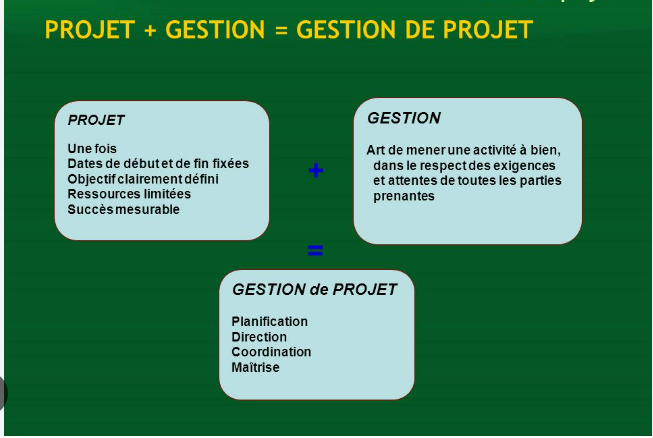 PROJET + GESTION = GESTION DE PROJET
PROJET
Une fois
Dates de début et de fin fixées
Objectif clairement défini
Ressources limitées
Succès mesurable
+
GESTION
Art de mener une activité à bien,
dans le respect des exigences
et attentes de toutes les parties
prenantes
=
GESTION de PROJET
Planification
Direction
Coordination
Maîtrise